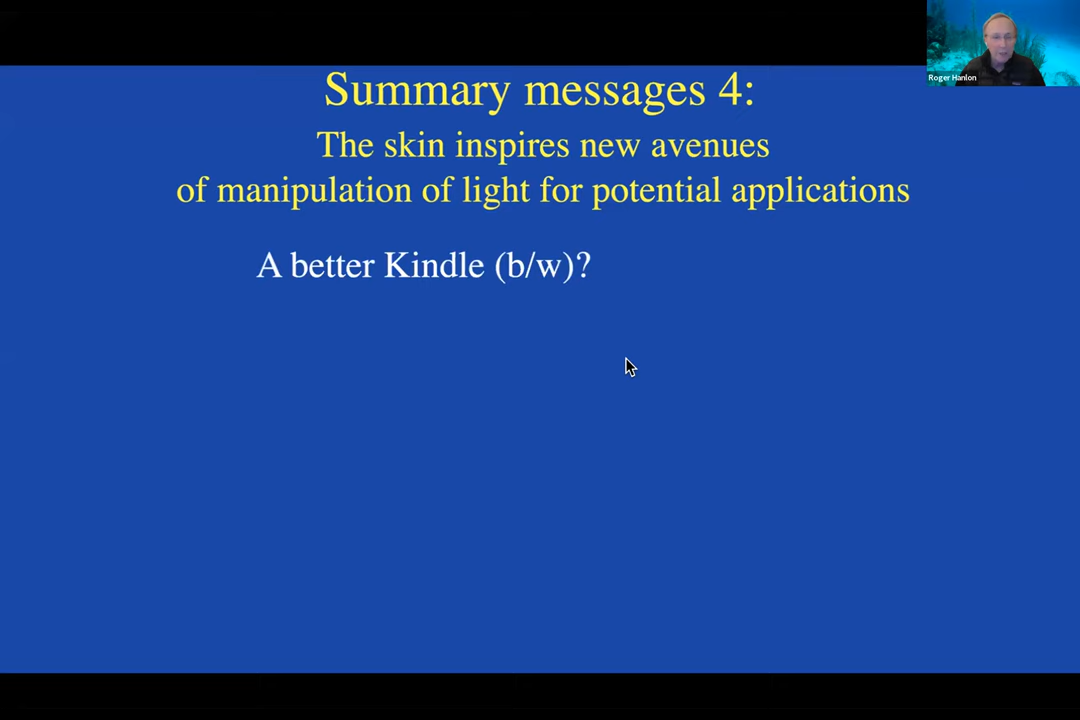 Roger Hanlon
Summary messages 4:
The skin inspires new avenues
of manipulation of light for potential applications
A better Kindle (b/w)?